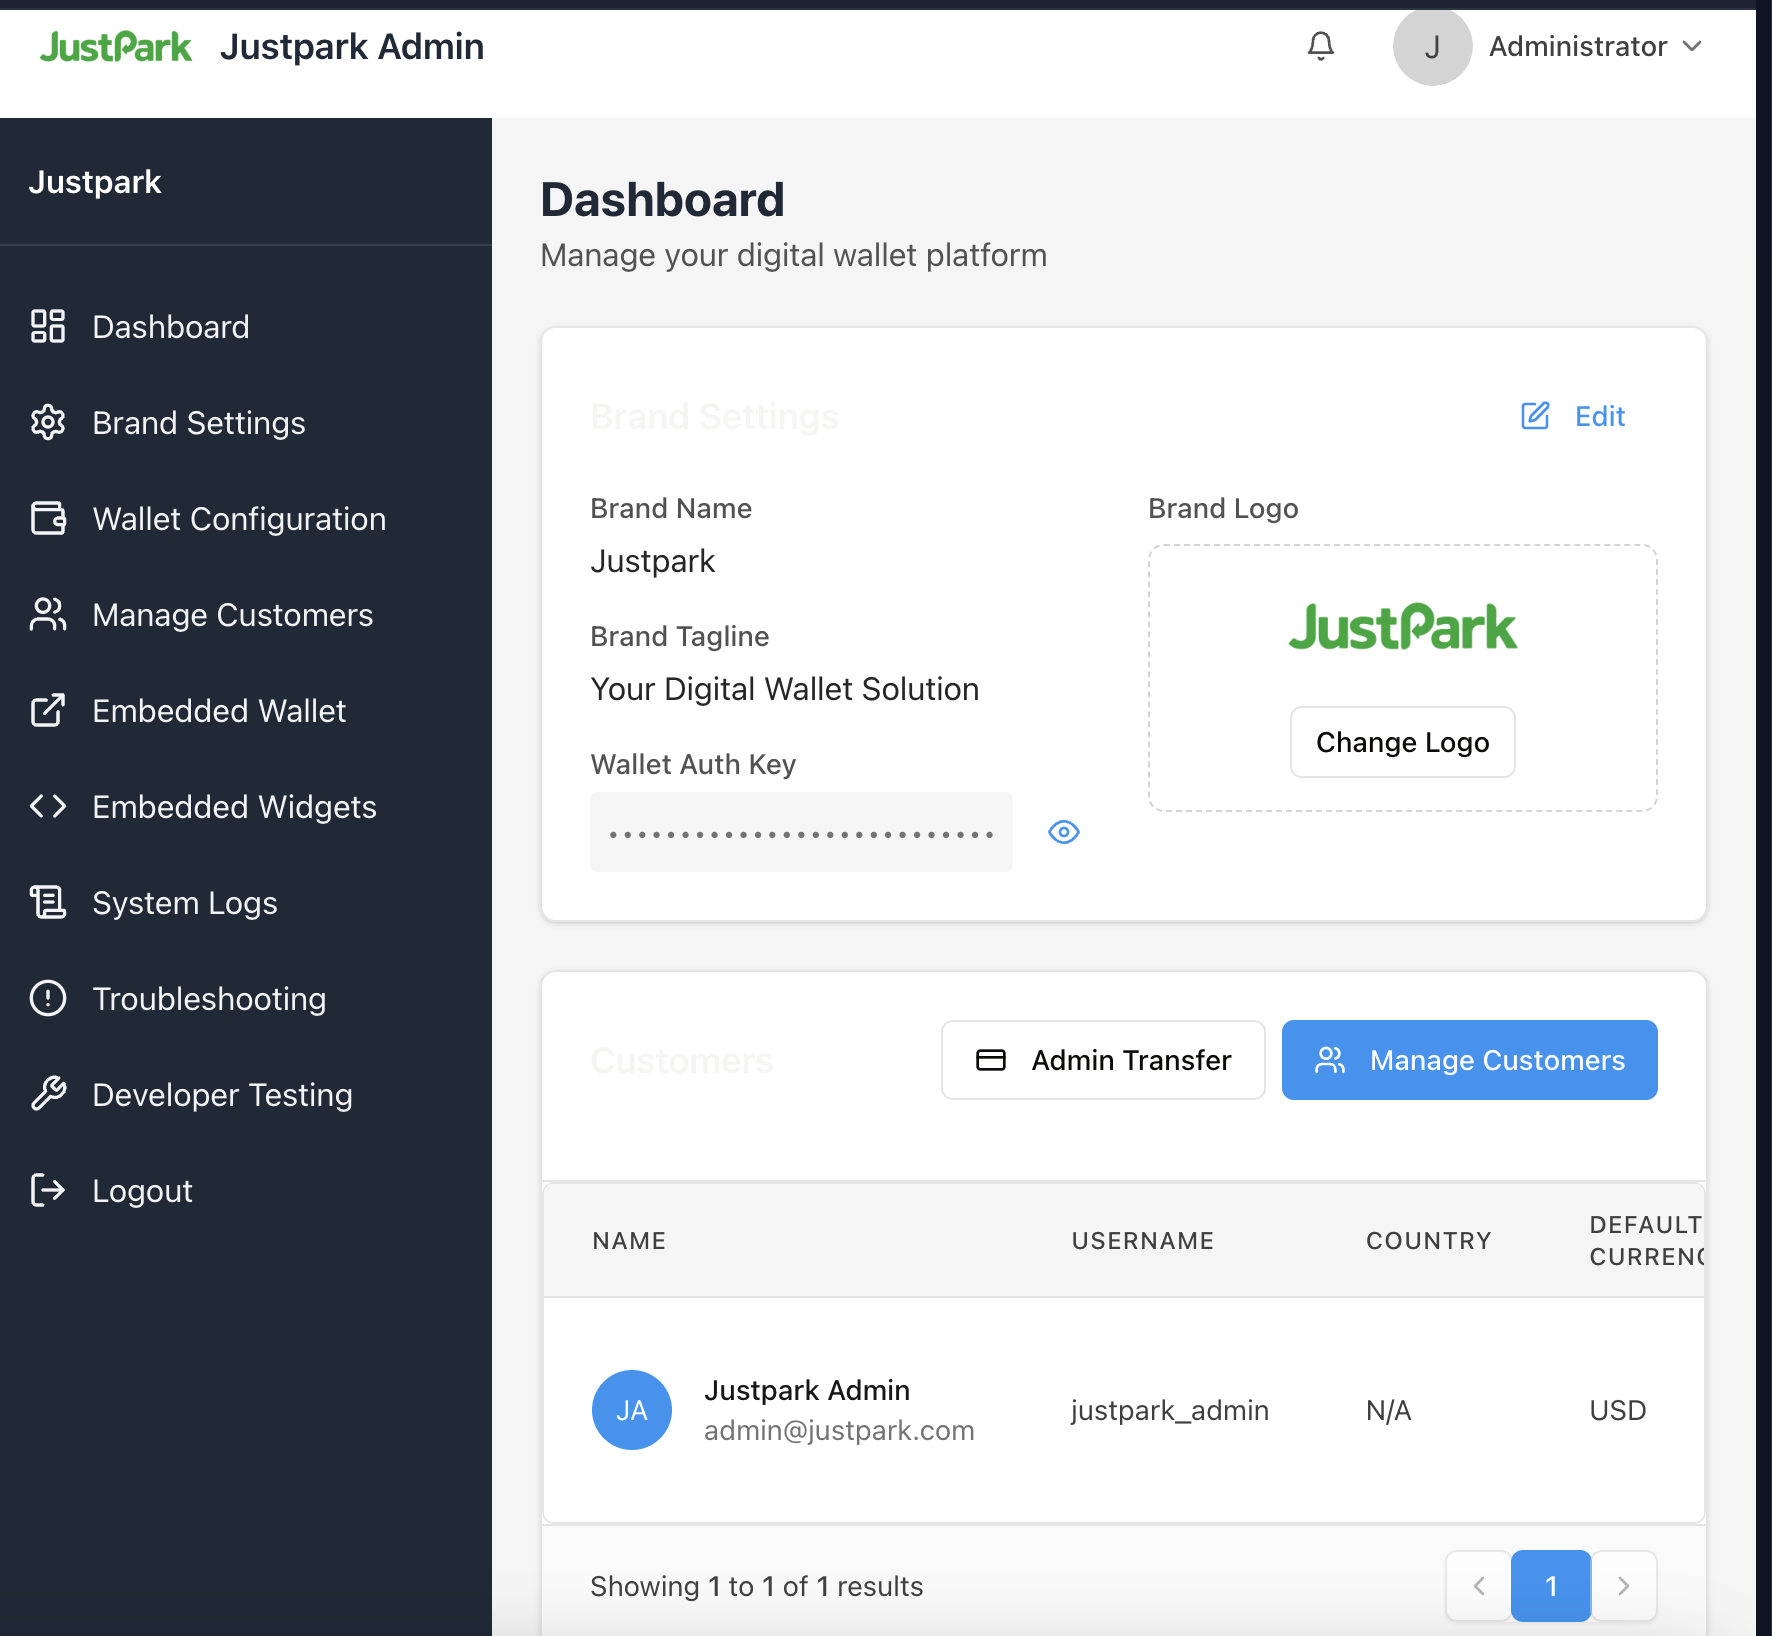 JustPark
Justpark Admin
J
Administrator
Justpark
Dashboard
Brand Settings
Wallet Configuration
Manage Customers
Embedded Wallet
Embedded Widgets
System Logs
Troubleshooting
Developer Testing
Logout
Dashboard
Manage your digital wallet platform
Brand Settings
Edit
Brand Name
Justpark
Brand Tagline
Your Digital Wallet Solution
Wallet Auth Key
•••••••••••••••••••••••••••
Brand Logo
JustPark
Change Logo
Customers
Admin Transfer
Manage Customers
NAME
USERNAME
COUNTRY
DEFAULT
CURRENC
JA
Justpark Admin
admin@justpark.com
justpark_admin
N/A
USD
Showing 1 to 1 of 1 results
1